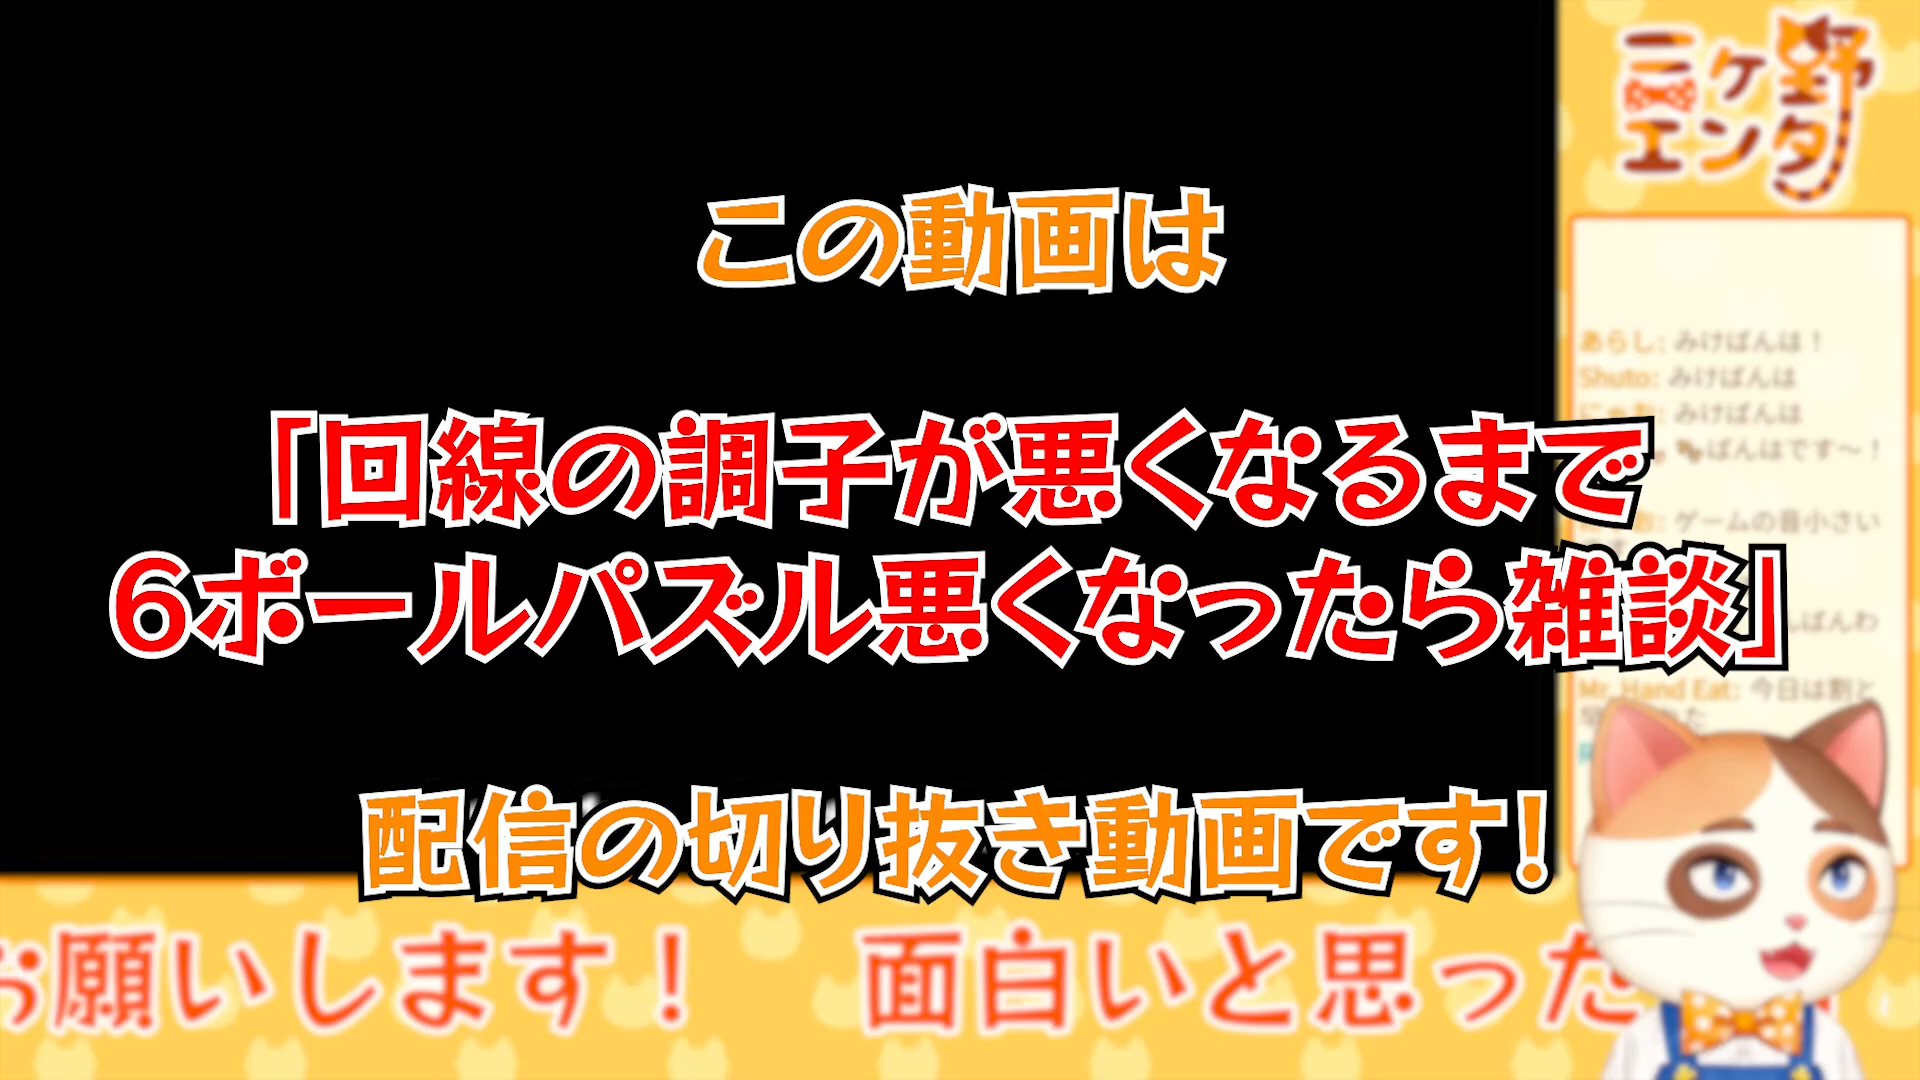 三ケ野
エンタ
この動画は
あらし: みけばんは！
Shuto: みけばんは
みけばんは
ばんはです〜！
「回線の調子が悪くなるまで
ゲームの音小さい
6ボールパズル悪くなったら雑談」
んばんわ
Mr. Hand Eat: 今日は割と
配信の切り抜き動画です！
お願いします！　面白いと思った